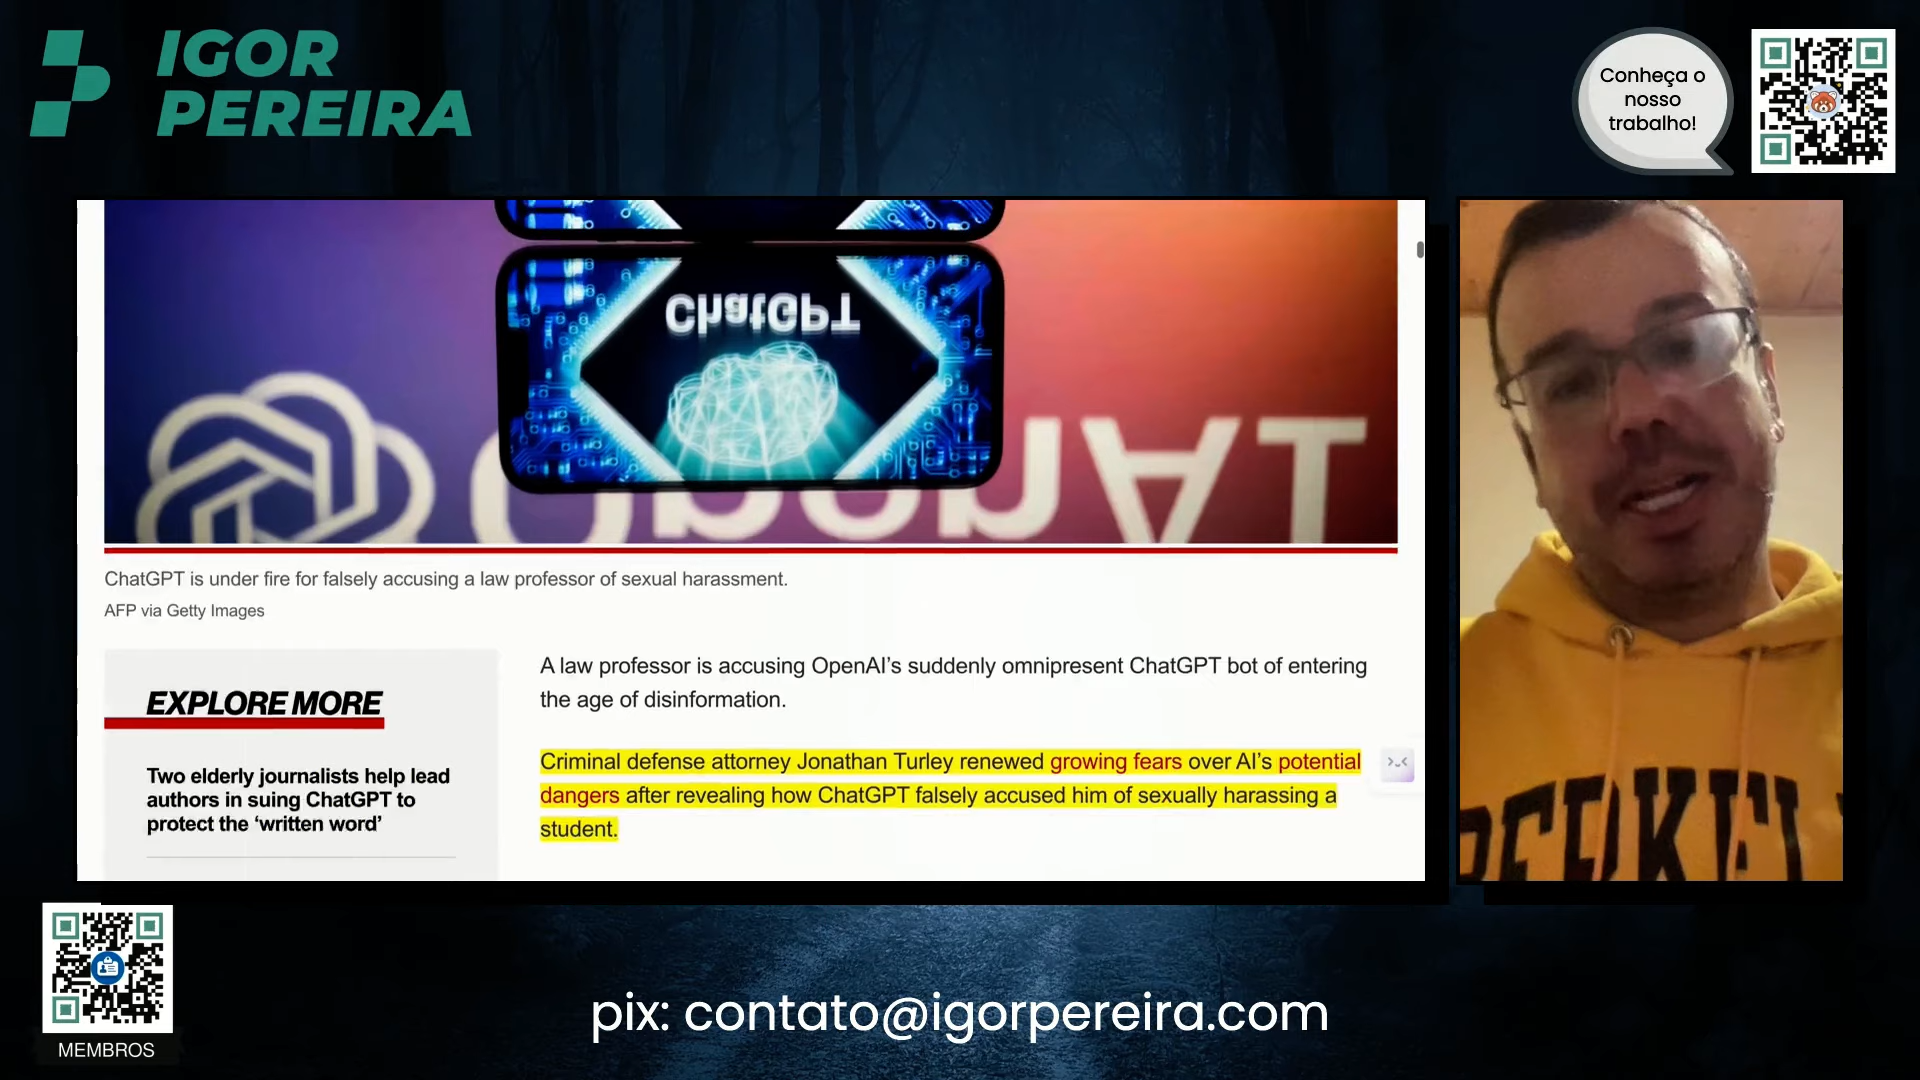 IGOR
PEREIRA
Conheça o
nosso
trabalho!
ChatGPT
OpenAI
ChatGPT is under fire for falsely accusing a law professor of sexual harassment.
AFP via Getty Images
EXPLORE MORE
Two elderly journalists help lead
authors in suing ChatGPT to
protect the ‘written word’
A law professor is accusing OpenAI’s suddenly omnipresent ChatGPT bot of entering
the age of disinformation.
Criminal defense attorney Jonathan Turley renewed growing fears over AI’s potential
dangers after revealing how ChatGPT falsely accused him of sexually harassing a
student.
MEMBROS
pix: contato@igorpereira.com